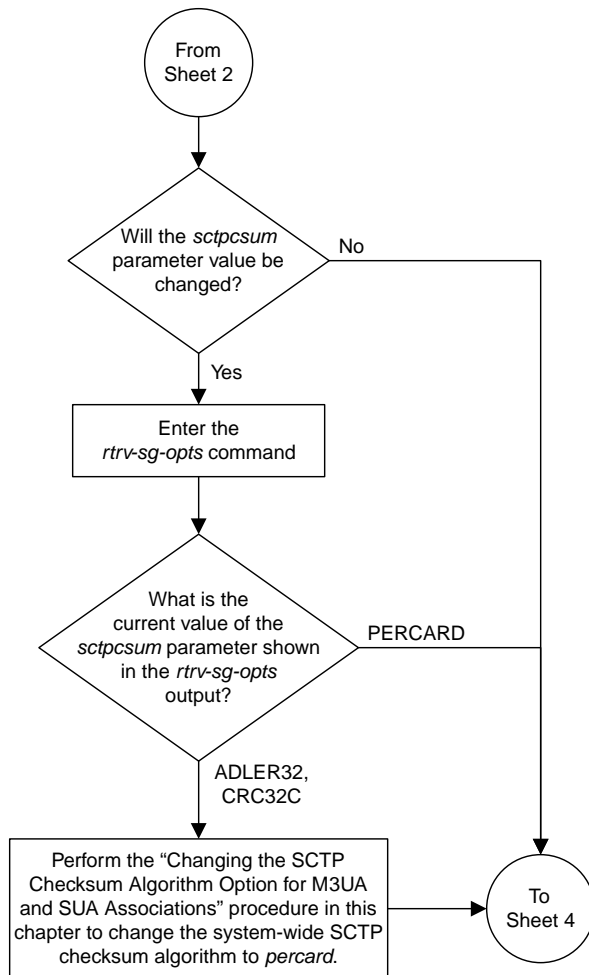 From
Sheet 2
Will the sctpcsum
parameter value be
changed?
No
Yes
Enter the
rtrv-sg-opts command
What is the
current value of the
sctpcsum parameter shown
in the rtrv-sg-opts
output?
PERCARD
ADLER32,
CRC32C
Perform the “Changing the SCTP
Checksum Algorithm Option for M3UA
and SUA Associations” procedure in this
chapter to change the system-wide SCTP
checksum algorithm to percard.
To
Sheet 4